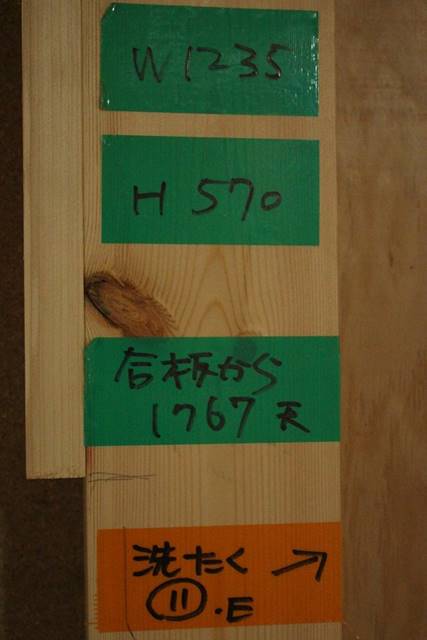 W1235
H 570
合板から
1767 天
洗たく →
⑪.E